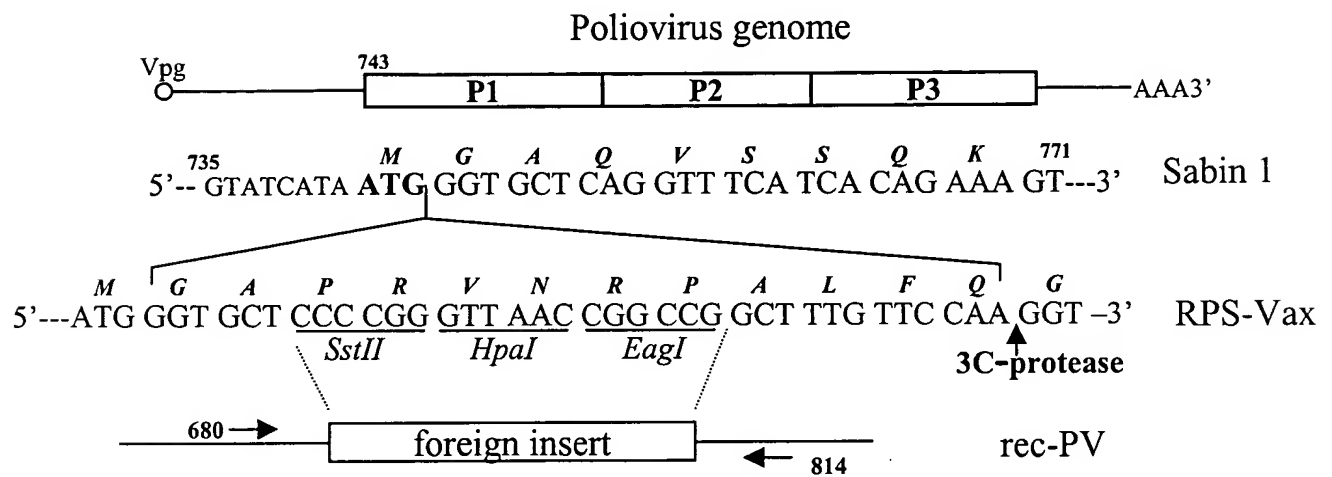 Poliovirus genome
Vpg 743
P1 P2 P3 AAA3’
735 M G A Q V S S Q K 771
5’-- GTATCATA ATG GGT GCT CAG GTT TCA TCA CAG AAA GT---3’ Sabin 1
M G A P R V N R P A L F Q G
5’---ATG GGT GCT CCC CGG GTT AAC CGG CCG GCT TTG TTC CAA GGT –3’ RPS-Vax
SstII HpaI EagI
3C-protease
680 foreign insert 814 rec-PV